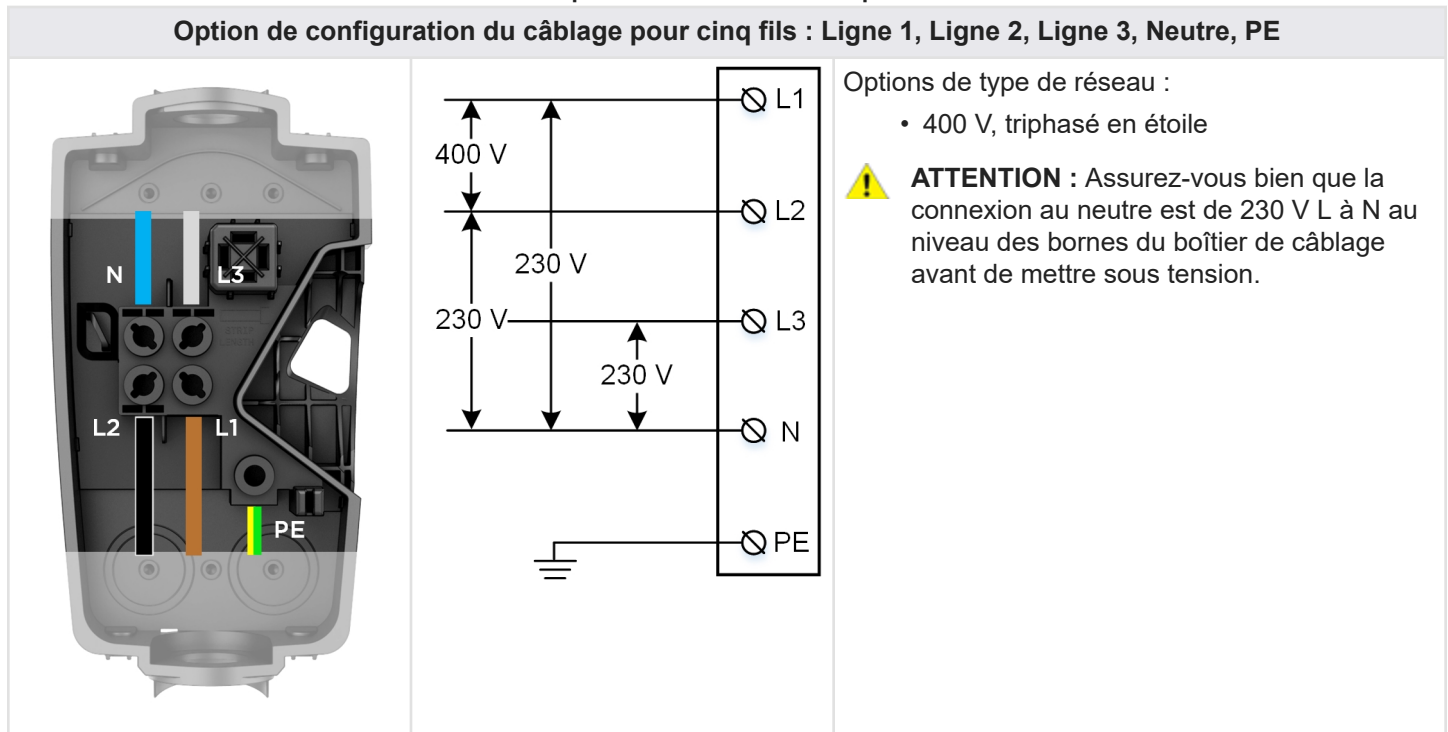 Option de configuration du câblage pour cinq fils : Ligne 1, Ligne 2, Ligne 3, Neutre, PE
N
L3
L2
L1
PE
L1
400 V
L2
230 V
230 V
L3
230 V
N
PE
Options de type de réseau :
• 400 V, triphasé en étoile
ATTENTION : Assurez-vous bien que la
connexion au neutre est de 230 V L à N au
niveau des bornes du boîtier de câblage
avant de mettre sous tension.